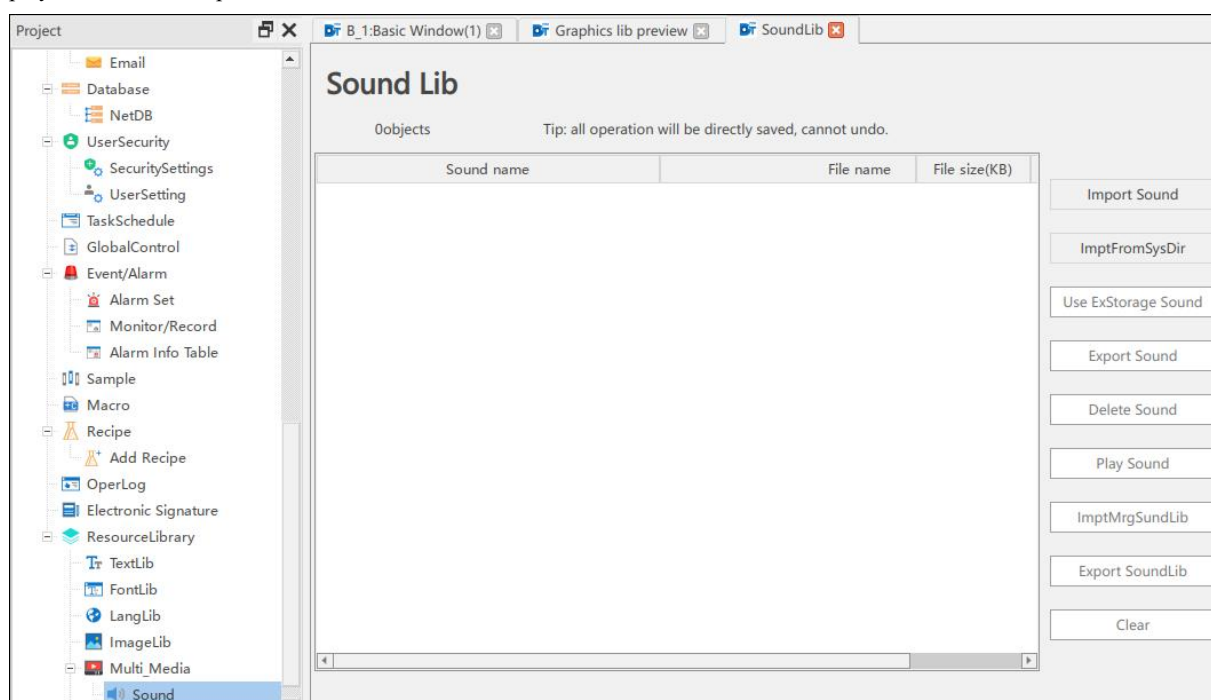 Project
B_1:Basic Window(1)
Graphics lib preview
SoundLib
Email
Database
NetDB
UserSecurity
SecuritySettings
UserSetting
TaskSchedule
GlobalControl
Event/Alarm
Alarm Set
Monitor/Record
Alarm Info Table
Sample
Macro
Recipe
Add Recipe
OperLog
Electronic Signature
ResourceLibrary
TextLib
FontLib
LangLib
ImageLib
Multi_Media
Sound
Sound Lib
0objects
Tip: all operation will be directly saved, cannot undo.
Sound name
File name
File size(KB)
Import Sound
ImptFromSysDir
Use ExStorage Sound
Export Sound
Delete Sound
Play Sound
ImptMrgSundLib
Export SoundLib
Clear